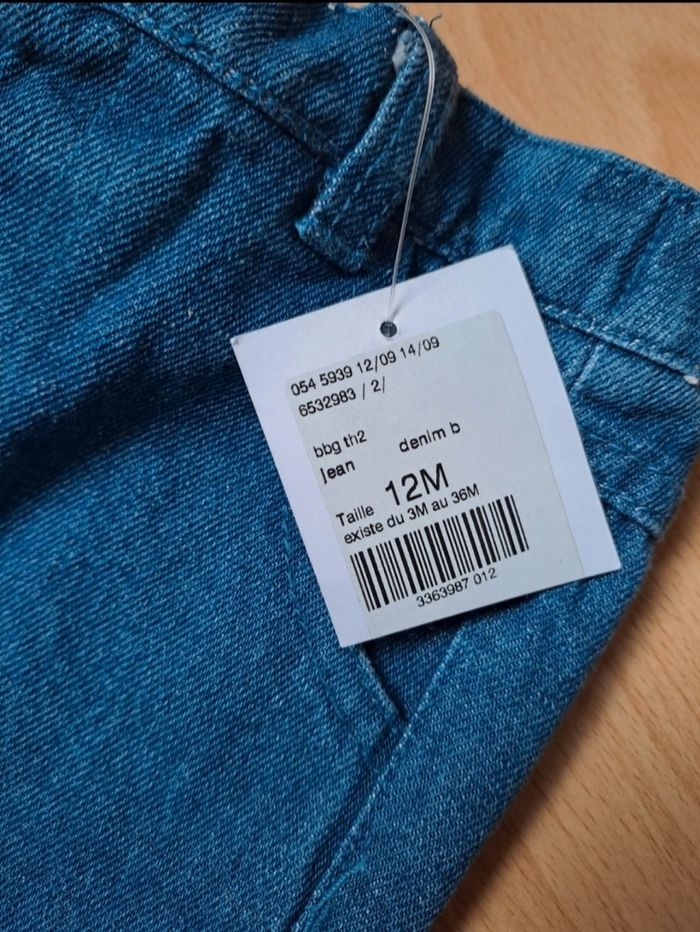 054 5939 12/09 14/09
6532983 / 2/
bbg th2
Jean denim b
Taille 12M
existe du 3M au 36M
3363987 012